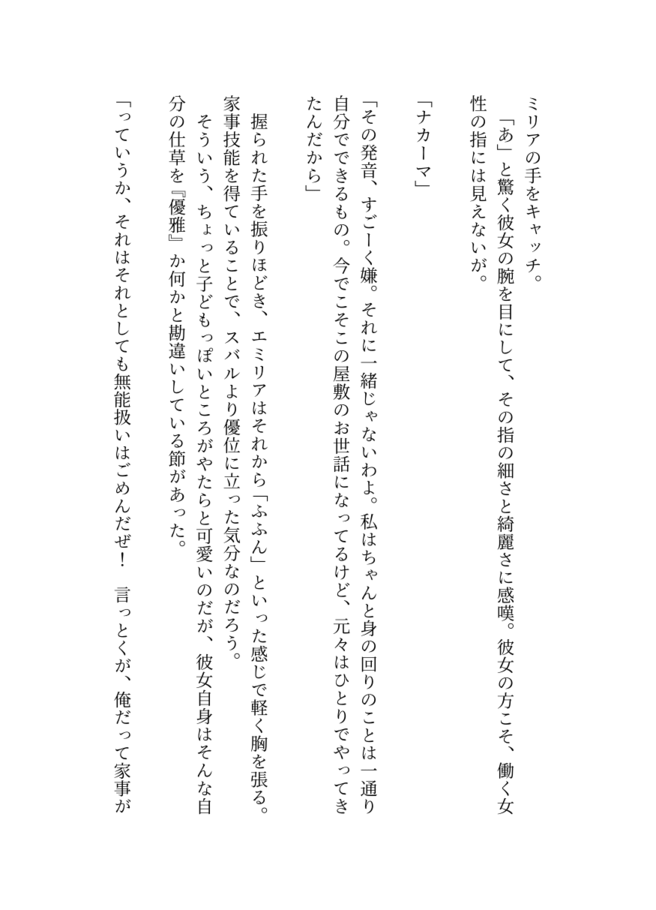 ミリアの手をキャッチ。
「あ」と驚く彼女の腕を目にして、その指の細さと綺麗さに感嘆。彼女の方こそ、働く女
性の指には見えないが。
「ナカーマ」
「その発音、すごーく嫌。それに一緒じゃないわよ。私はちゃんと身の回りのことは一通り
自分でできるもの。今でこそこの屋敷のお世話になってるけど、元々はひとりでやってき
たんだから」
握られた手を振りほどき、エミリアはそれから「ふふん」といった感じで軽く胸を張る。
家事技能を得ていることで、スバルより優位に立った気分なのだろう。
そういう、ちょっと子どもっぽいところがやたらと可愛いのだが、彼女自身はそんな自
分の仕草を『優雅』か何かと勘違いしている節があった。
「っていうか、それはそれとしても無能扱いはごめんだぜ！　言っとくが、俺だって家事が